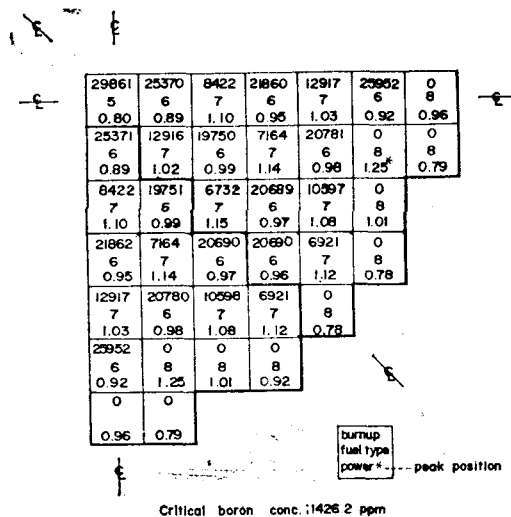 ℄ ℄
29861 25370 8422 21860 12917 25952 0
5 6 7 6 7 6 8
0.80 0.89 1.10 0.95 1.03 0.92 0.96
℄ ℄
25371 12916 19750 7164 20781 0 0
6 7 6 7 6 8 8
0.89 1.02 0.99 1.14 0.98 1.25* 0.79
8422 19751 6732 20689 10597 0
7 6 7 6 7 8
1.10 0.99 1.15 0.97 1.08 1.01
21862 7164 20690 20690 6921 0
6 7 6 6 7 8
0.95 1.14 0.97 0.96 1.12 0.78
12917 20780 10598 6921 0
7 6 7 7 8
1.03 0.98 1.08 1.12 0.78
25952 0 0 0
6 8 8 8
0.92 1.25 1.01 0.92
℄
0 0
0.96 0.79
℄
burnup
fuel type
power* ---- peak position
Critical boron conc. :1426.2 ppm